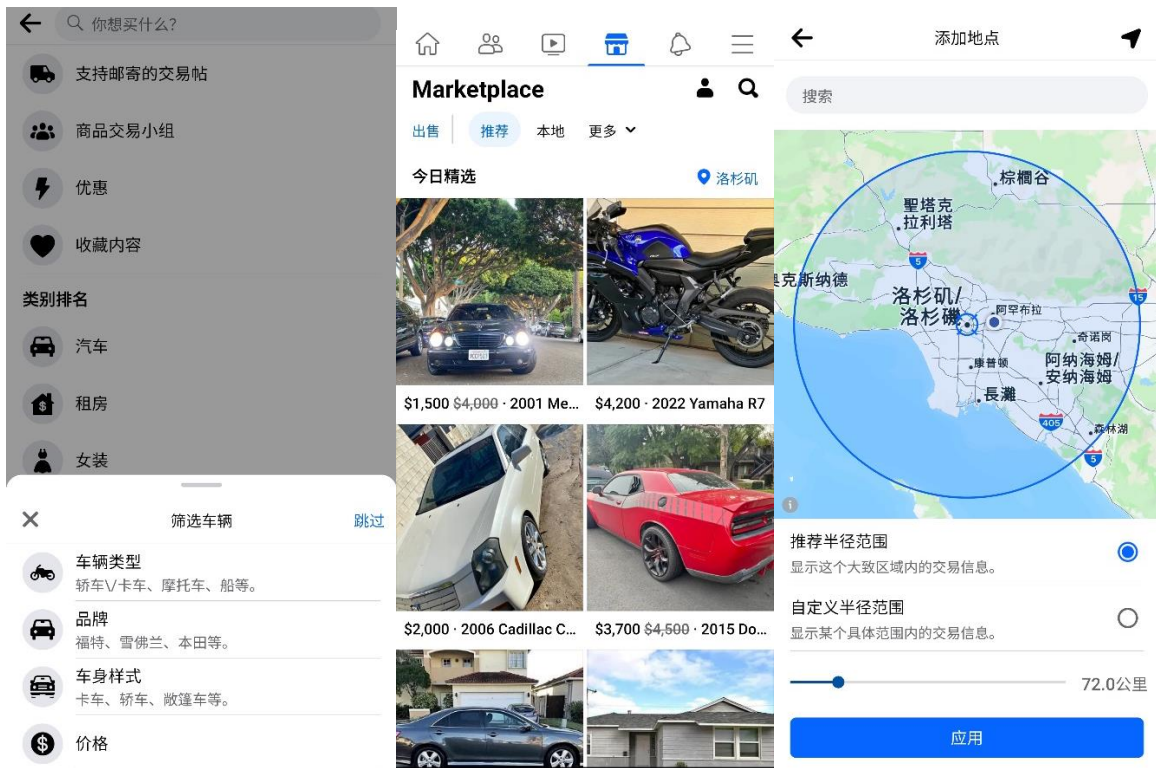 你想买什么?
支持邮寄的交易帖
商品交易小组
优惠
收藏内容
类别排名
汽车
租房
女装
筛选车辆
跳过
车辆类型
轿车\/卡车、摩托车、船等。
品牌
福特、雪佛兰、本田等。
车身样式
卡车、轿车、敞篷车等。
价格
Marketplace
出售 推荐 本地 更多
今日精选
洛杉矶
$1,500 $4,000 · 2001 Me...
$4,200 · 2022 Yamaha R7
$2,000 · 2006 Cadillac C...
$3,700 $4,500 · 2015 Do...
添加地点
搜索
棕櫚谷
聖塔克
拉利塔
5
奥克斯纳德
15
洛杉矶/
洛杉磯
阿罕布拉
奇诺岗
康普顿
阿纳海姆/
安纳海姆
長灘
405
森林湖
5
推荐半径范围
显示这个大致区域内的交易信息。
自定义半径范围
显示某个具体范围内的交易信息。
72.0公里
应用